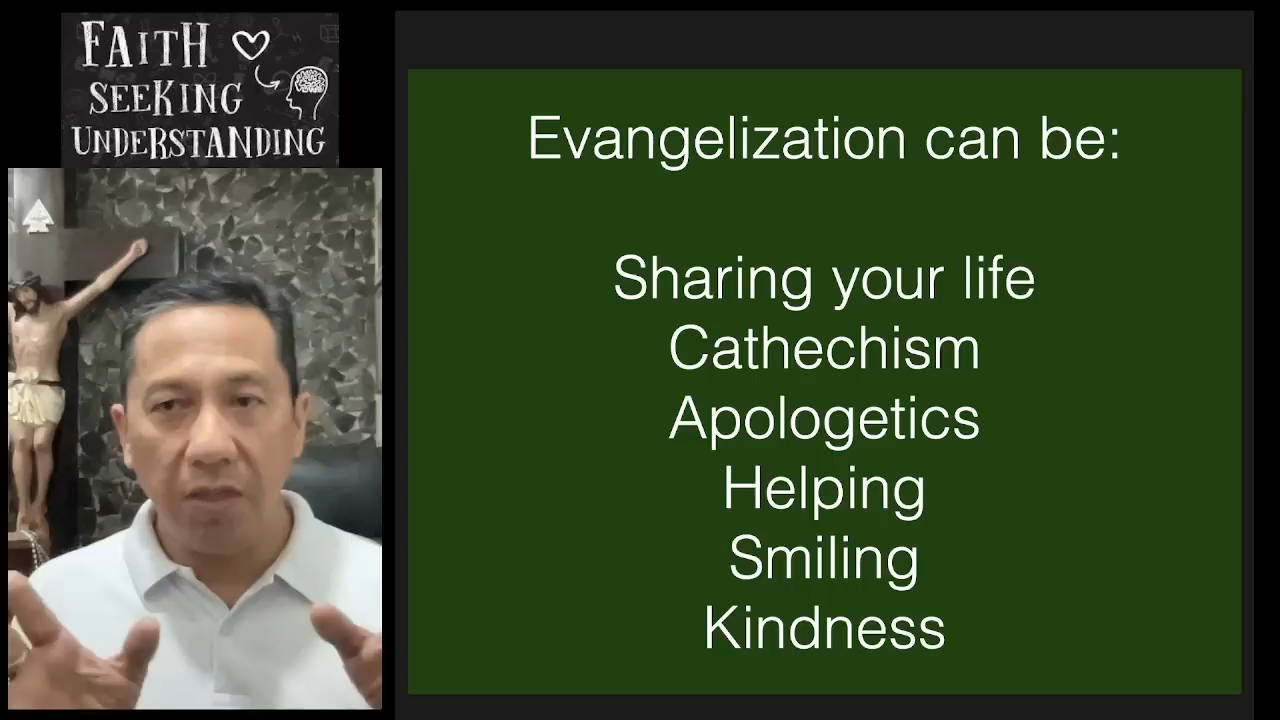 FAITH
SEEKING
UNDERSTANDING
Evangelization can be:
Sharing your life
Cathechism
Apologetics
Helping
Smiling
Kindness